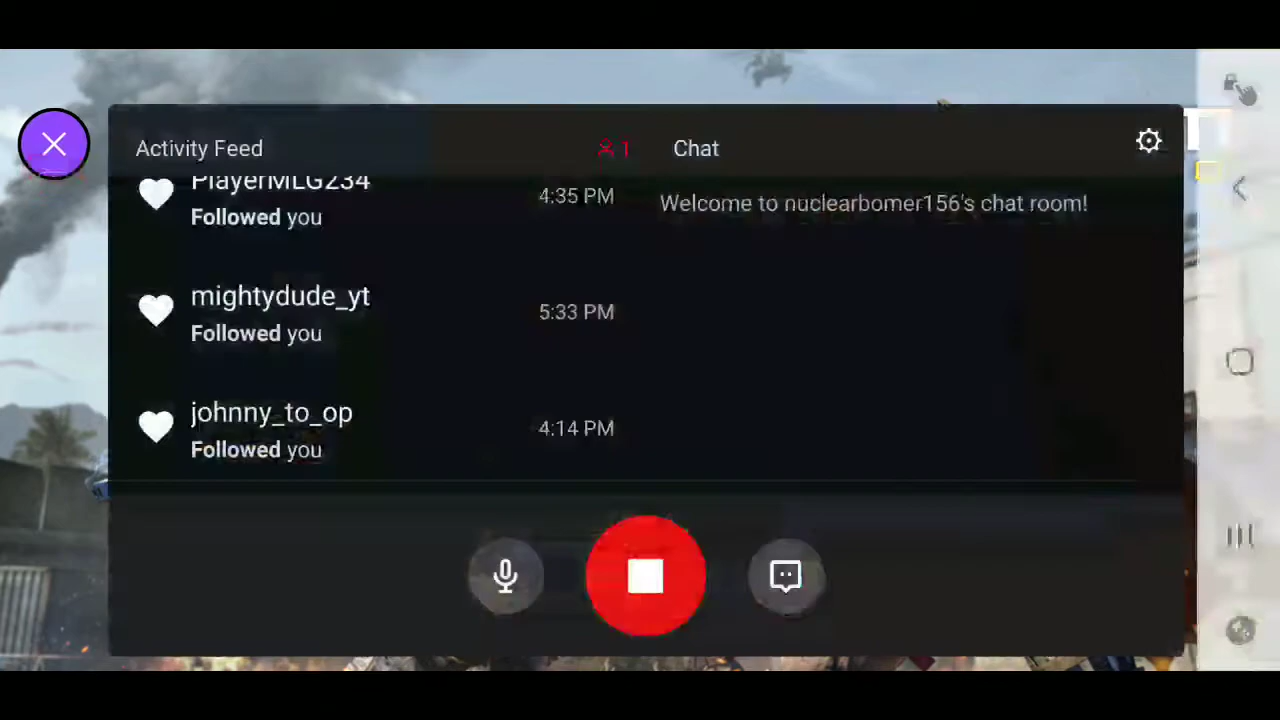 Activity Feed
1
Chat
PlayerMLG234
4:35 PM
Followed you
Welcome to nuclearbomer156's chat room!
mightydude_yt
5:33 PM
Followed you
johnny_to_op
4:14 PM
Followed you